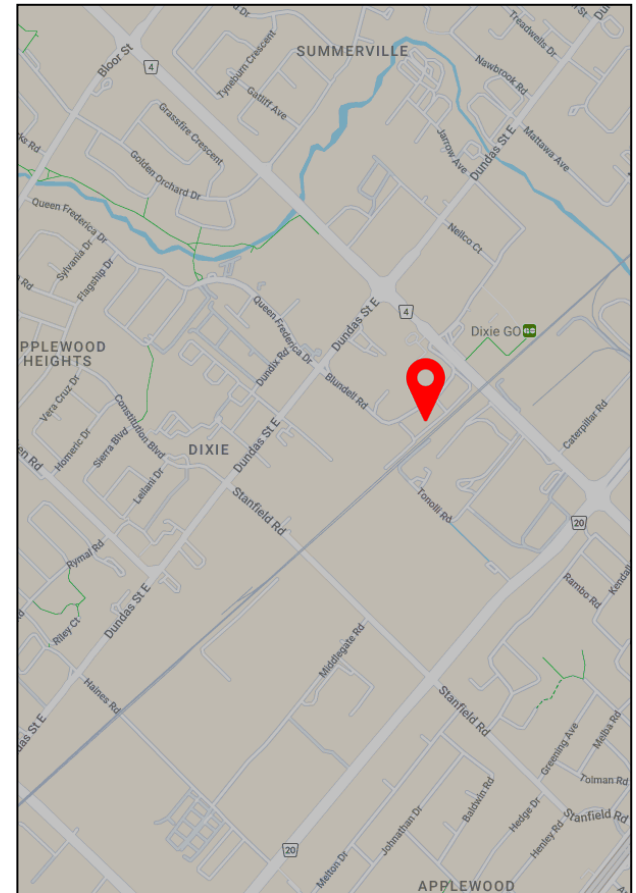 Bloor St
4
Tyneburn Crescent
Gatliff Ave
SUMMERVILLE
Treadwells Dr
Nawbrook Rd
Mattawa Ave
Jarrow Ave
Dundas St E
Grassfire Crescent
Golden Orchard Dr
Queen Frederica Dr
Sylvania Dr
Flagship Dr
Nellco Ct
4
Dixie GO
Dundas St E
Queen Frederica Dr
Dundix Rd
Blundell Rd
PPLEWOOD
HEIGHTS
Vera Cruz Dr
Homeric Dr
Sierra Blvd
Constitution Blvd
Leilani Dr
DIXIE
Dundas St E
Stanfield Rd
Caterpillar Rd
Tonolli Rd
20
Rymal Rd
Riley Ct
Dundas St E
Haines Rd
Rambo Rd
Kendall
Middlegate Rd
Stanfield Rd
Greening Ave
Melba Rd
Tolman Rd
Stanfield Rd
Baldwin Rd
Hedge Dr
Henley Rd
Johnathan Dr
Melton Dr
20
APPLEWOOD